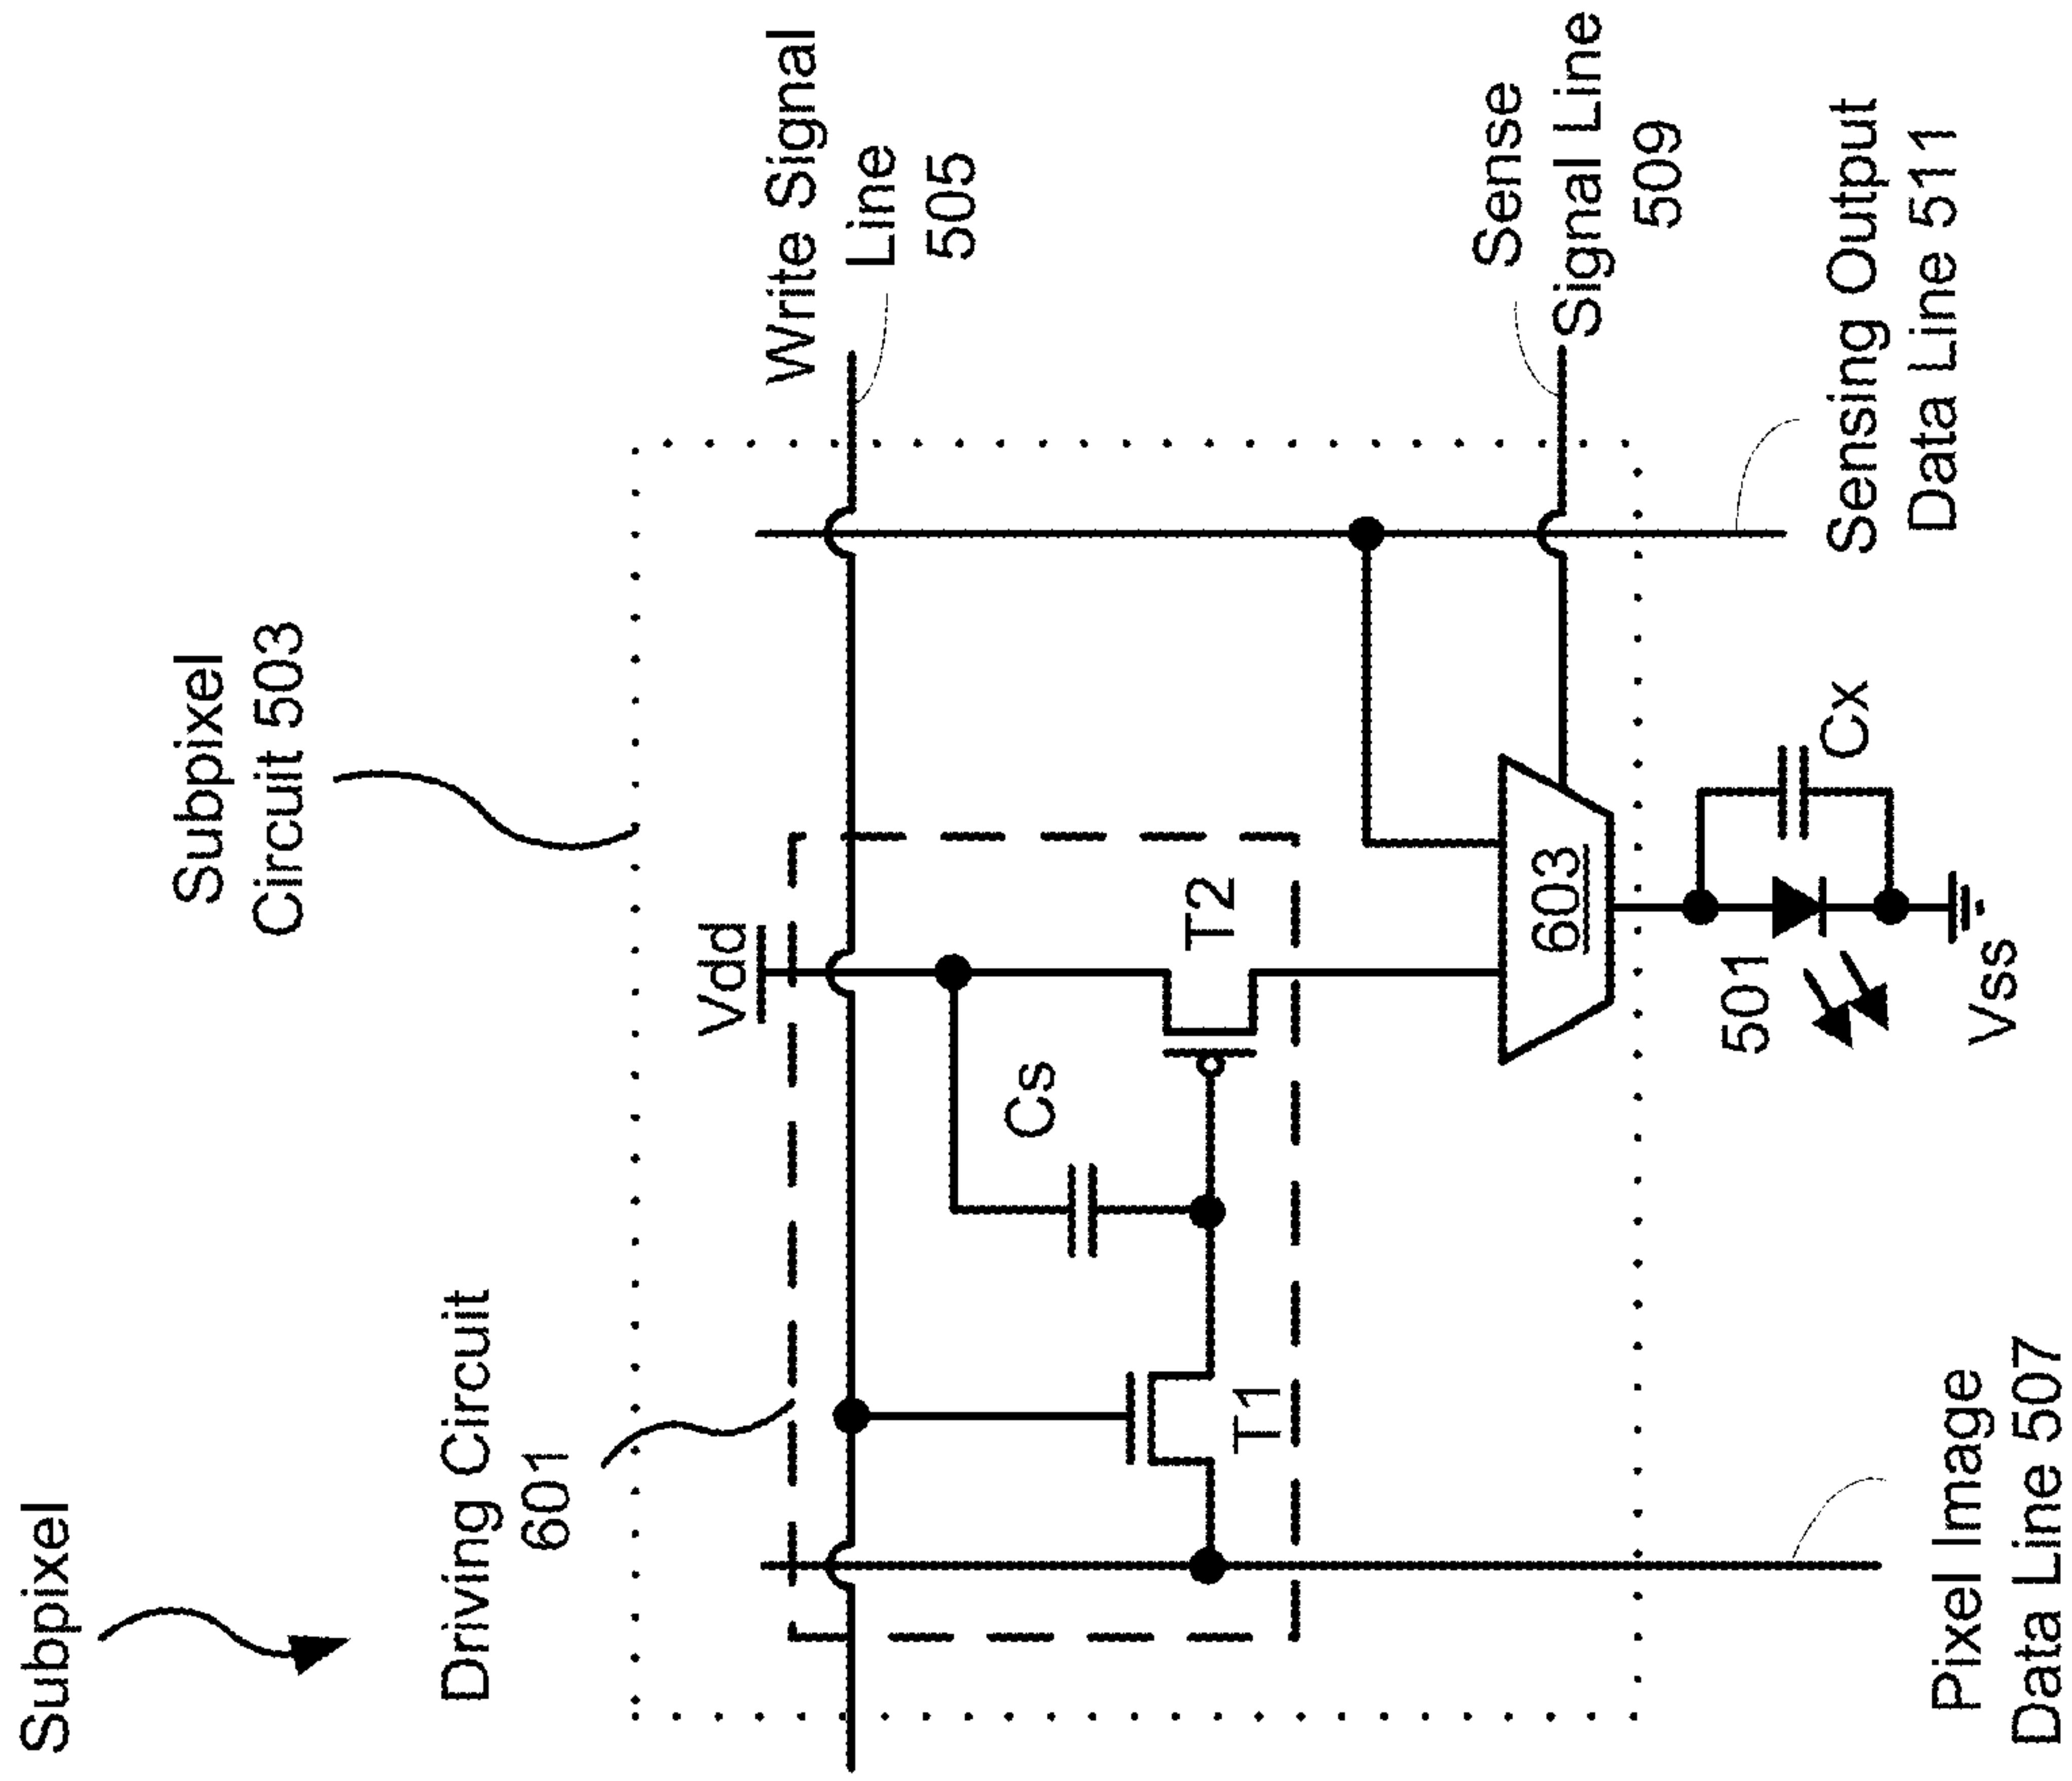 Subpixel
Subpixel
Circuit 503
Driving Circuit
601
Vdd
Write Signal
Line
505
Cs
T2
T1
603
Sense
Signal Line
509
501
Cx
Vss
Sensing Output
Data Line 511
Pixel Image
Data Line 507